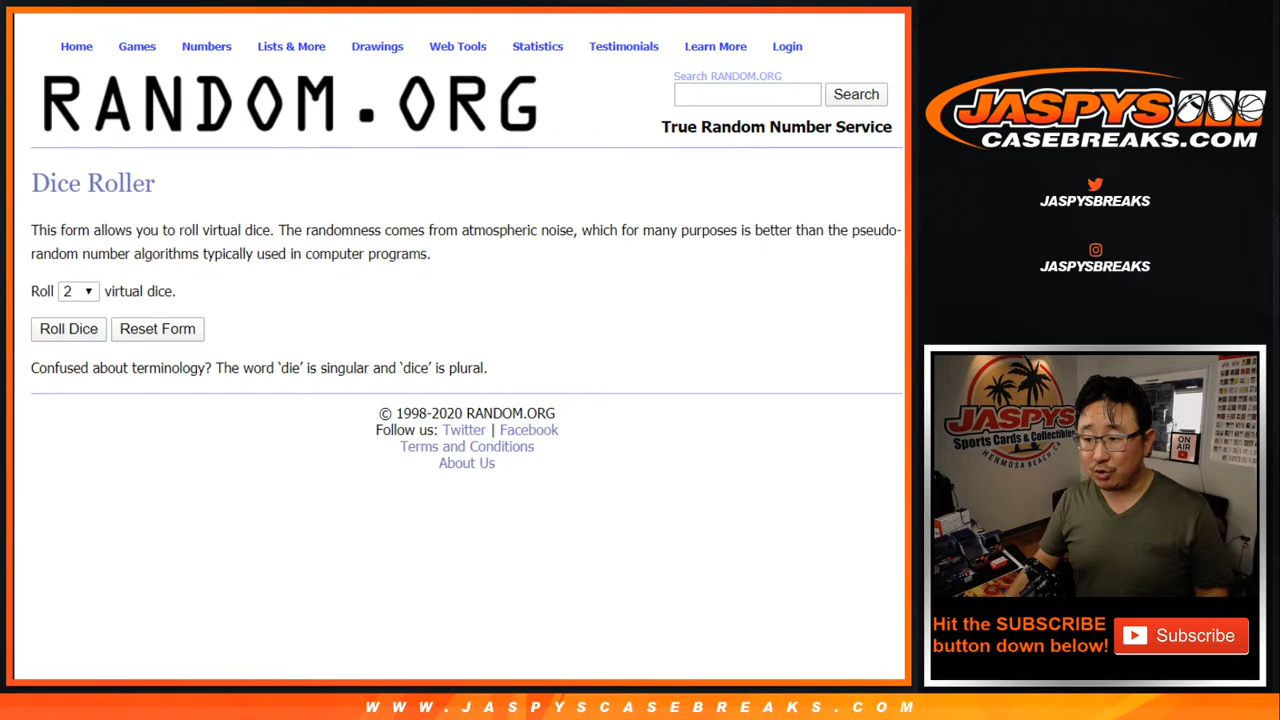 Home Games Numbers Lists & More Drawings Web Tools Statistics Testimonials Learn More Login
RANDOM.ORG
Search RANDOM.ORG
Search
True Random Number Service
Dice Roller
This form allows you to roll virtual dice. The randomness comes from atmospheric noise, which for many purposes is better than the pseudo-
random number algorithms typically used in computer programs.
Roll 2 virtual dice.
Roll Dice Reset Form
Confused about terminology? The word ‘die’ is singular and ‘dice’ is plural.
© 1998-2020 RANDOM.ORG
Follow us: Twitter | Facebook
Terms and Conditions
About Us
JASPYS
CASEBREAKS.COM
JASPYSBREAKS
JASPYSBREAKS
JASPYS
Sports Cards & Collectibles
HERMOSA BEACH, CA
ON
AIR
Hit the SUBSCRIBE
button down below!
Subscribe
WWW.JASPYSCASEBREAKS.COM